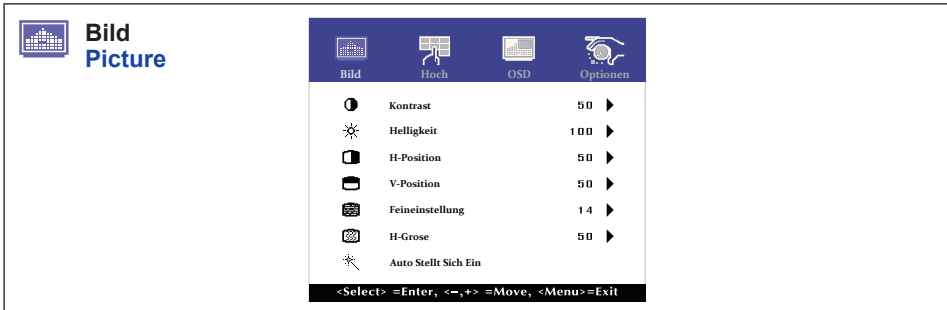 Bild
Picture
Bild Hoch OSD Optionen
Kontrast 50
Helligkeit 100
H-Position 50
V-Position 50
Feineinstellung 14
H-Grose 50
Auto Stellt Sich Ein
<Select> =Enter, <–,+> =Move, <Menu>=Exit